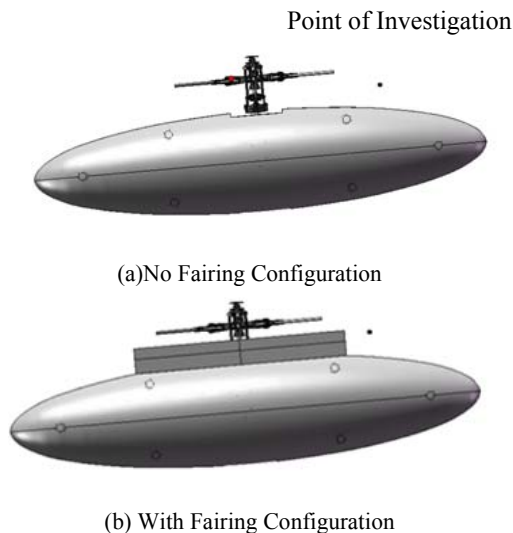 Point of Investigation
(a)No Fairing Configuration
(b) With Fairing Configuration